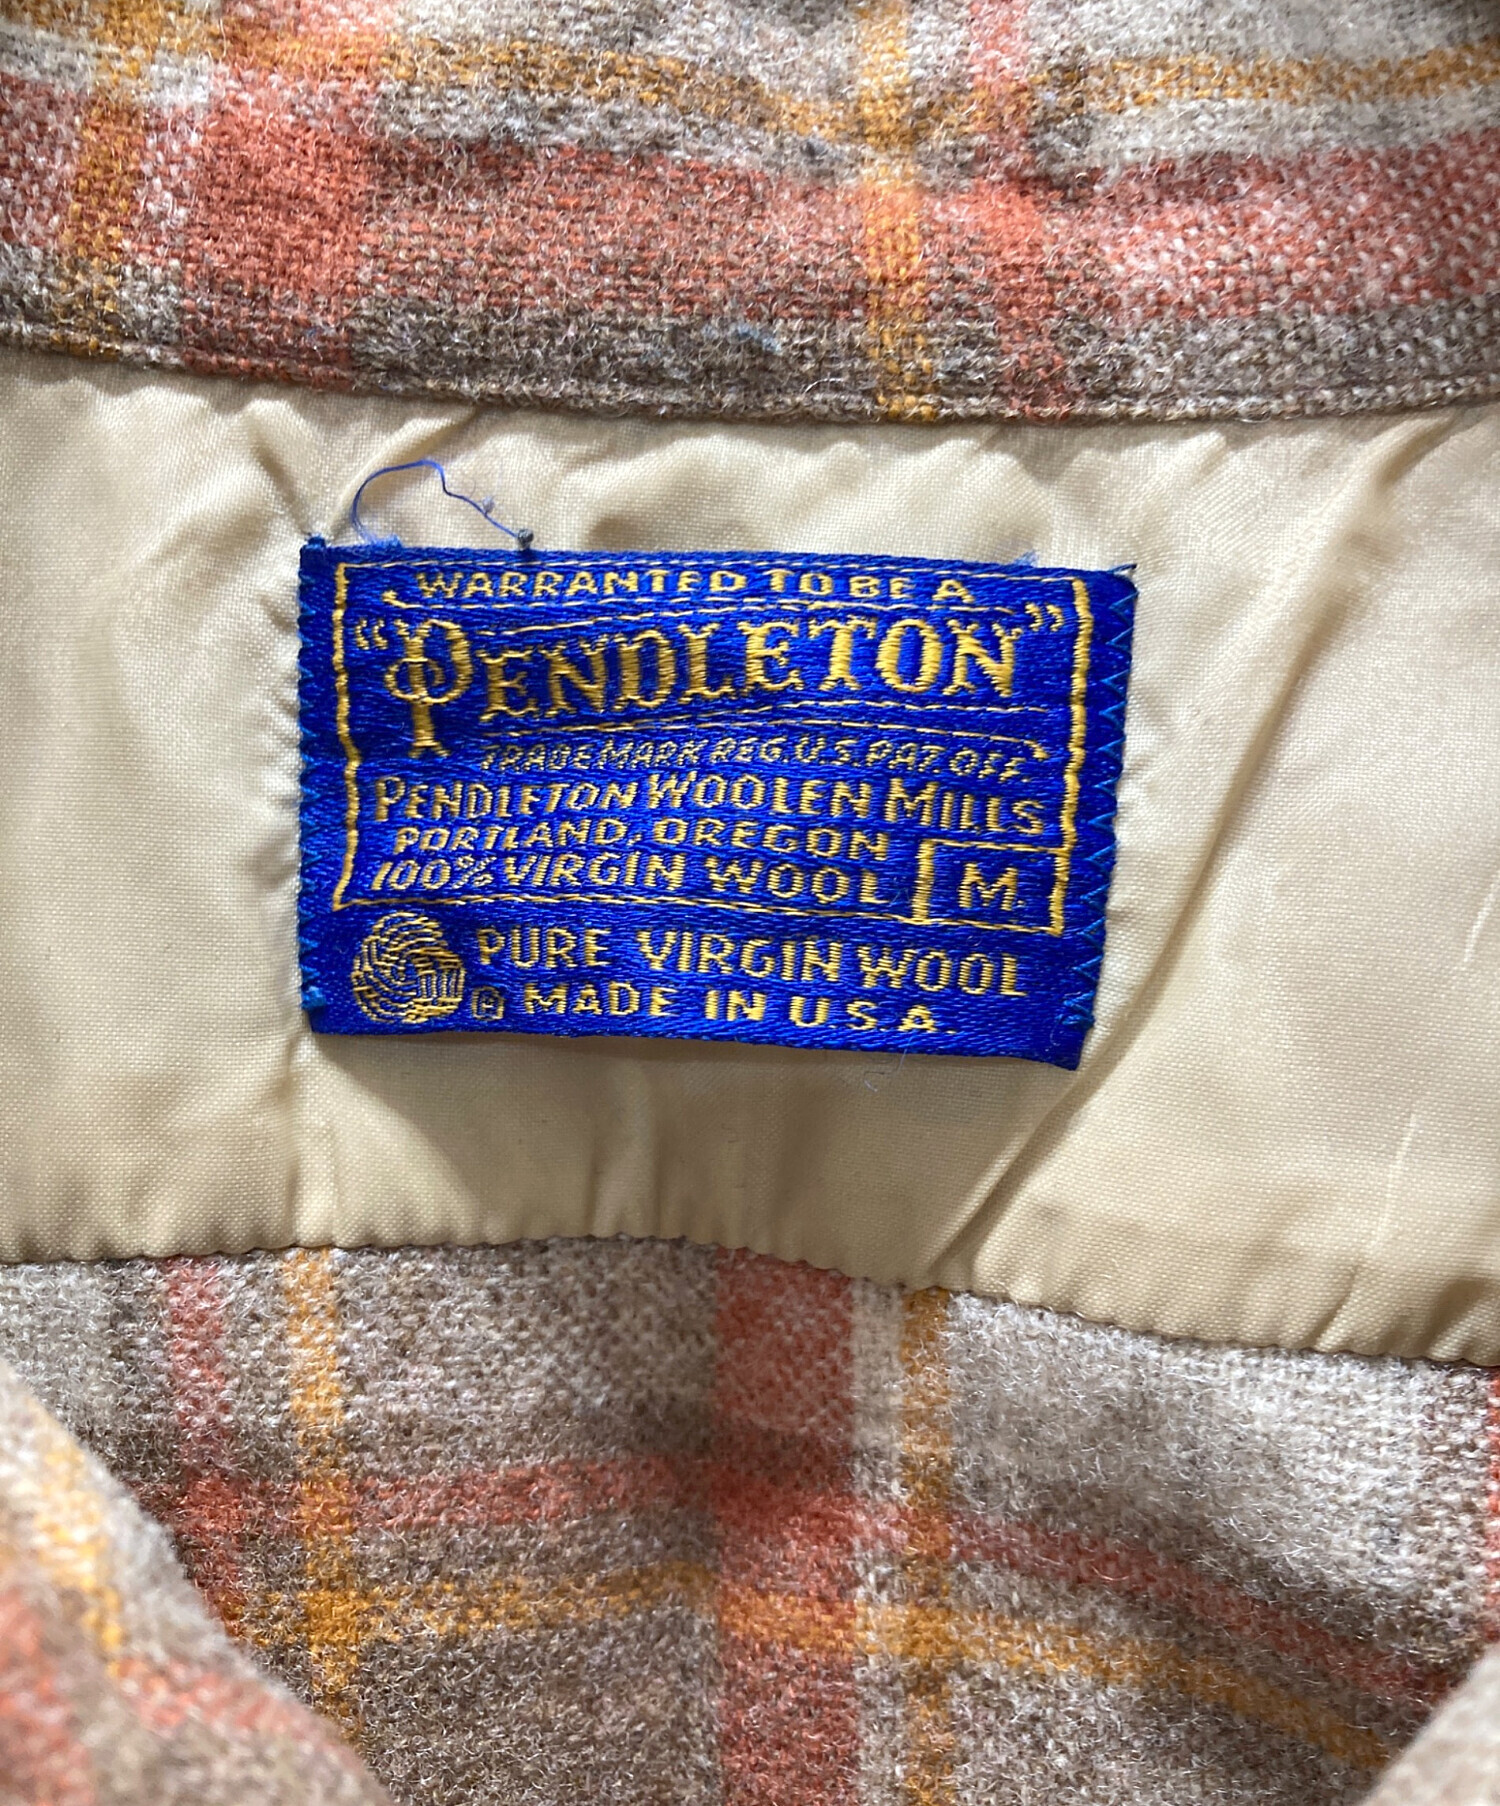 WARRANTED TO BE A
"PENDLETON"
TRADE MARK REG. U.S. PAT. OFF.
PENDLETON WOOLEN MILLS
PORTLAND, OREGON
100% VIRGIN WOOL M.
PURE VIRGIN WOOL
® MADE IN U.S.A.